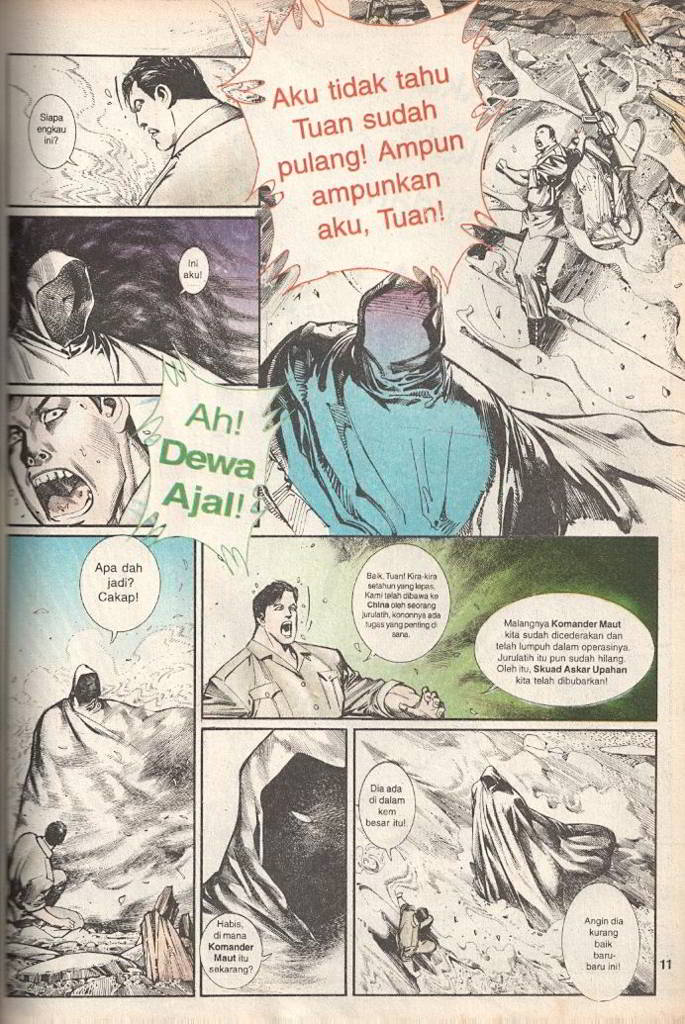 Siapa
engkau
ini?
Ini
aku!
Ah!
Dewa
Ajal!
Aku tidak tahu
Tuan sudah
pulang! Ampun
ampunkan
aku, Tuan!
Apa dah
jadi?
Cakap!
Baik, Tuan! Kira-kira
setahun yang lepas,
Kami telah dibawa ke
China oleh seorang
jurulatih, kononnya ada
tugas yang penting di
sana.
Malangnya Komander Maut
kita sudah dicederakan dan
telah lumpuh dalam operasinya.
Jurulatih itu pun sudah hilang.
Oleh itu, Skuad Askar Upahan
kita telah dibubarkan!
Habis,
di mana
Komander
Maut itu
sekarang?
Dia ada
di dalam
kem
besar itu!
Angin dia
kurang
baik
baru-
baru ini!
11